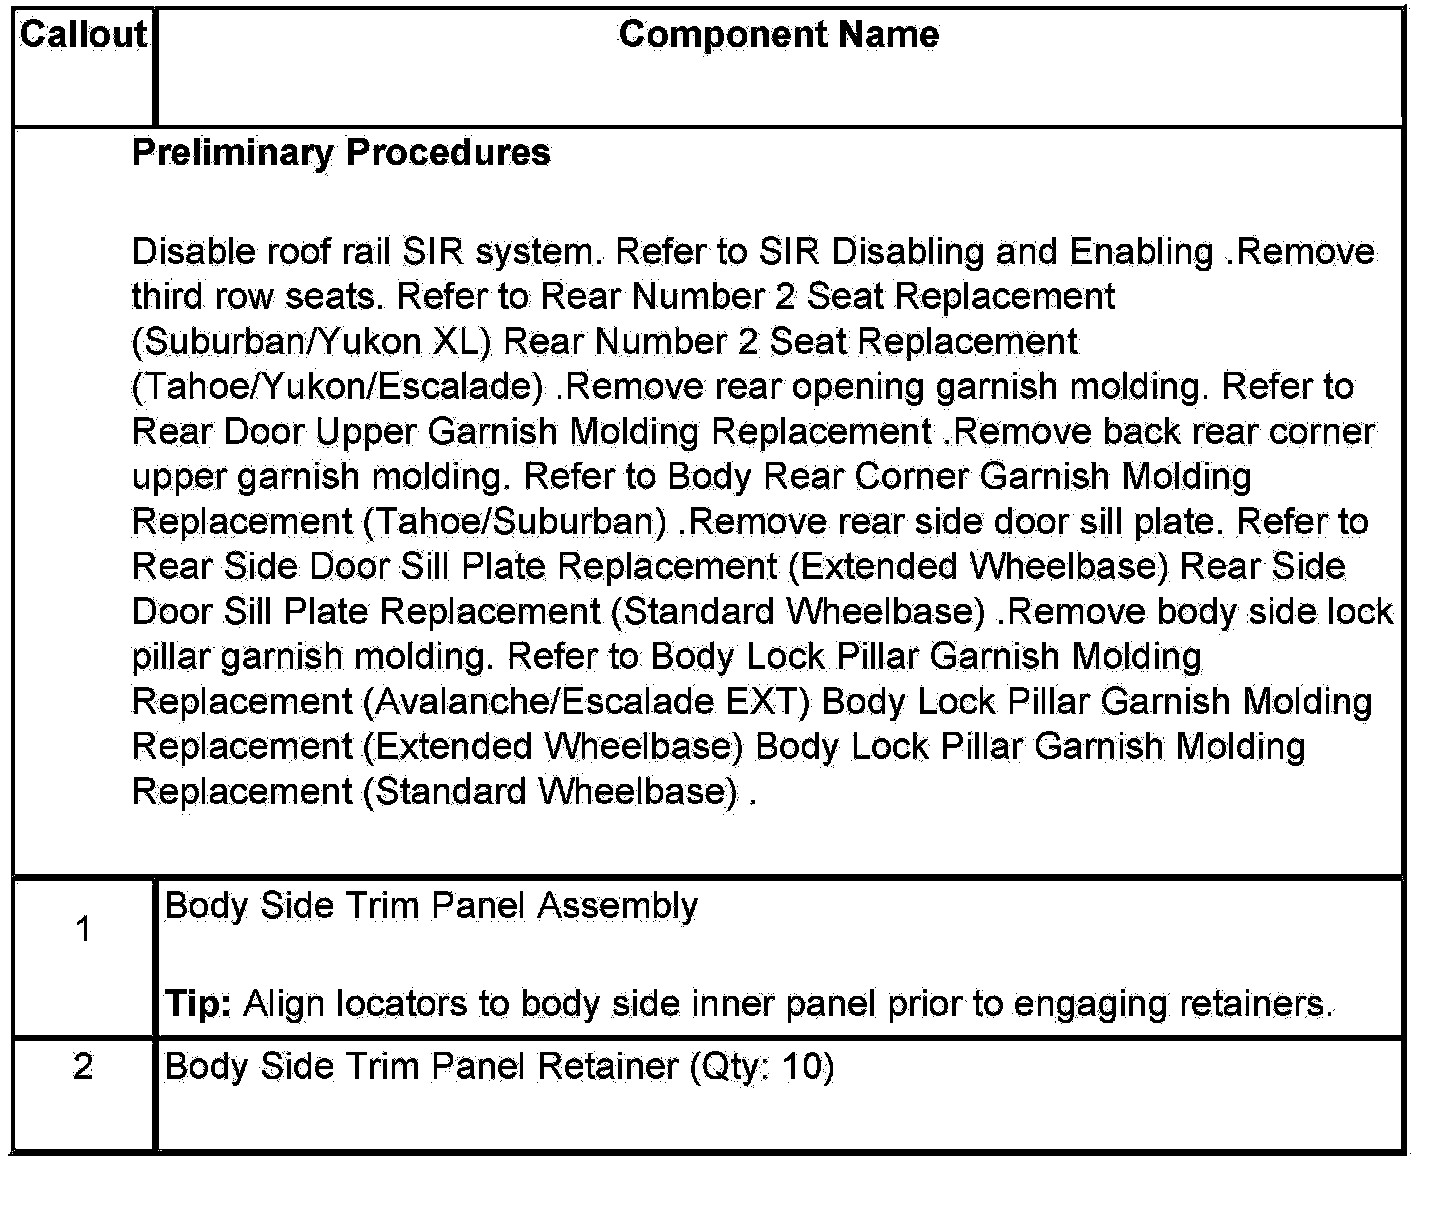 Callout
Component Name
Preliminary Procedures
Disable roof rail SIR system. Refer to SIR Disabling and Enabling .Remove
third row seats. Refer to Rear Number 2 Seat Replacement
(Suburban/Yukon XL) Rear Number 2 Seat Replacement
(Tahoe/Yukon/Escalade) .Remove rear opening garnish molding. Refer to
Rear Door Upper Garnish Molding Replacement .Remove back rear corner
upper garnish molding. Refer to Body Rear Corner Garnish Molding
Replacement (Tahoe/Suburban) .Remove rear side door sill plate. Refer to
Rear Side Door Sill Plate Replacement (Extended Wheelbase) Rear Side
Door Sill Plate Replacement (Standard Wheelbase) .Remove body side lock
pillar garnish molding. Refer to Body Lock Pillar Garnish Molding
Replacement (Avalanche/Escalade EXT) Body Lock Pillar Garnish Molding
Replacement (Extended Wheelbase) Body Lock Pillar Garnish Molding
Replacement (Standard Wheelbase) .
1
Body Side Trim Panel Assembly
Tip: Align locators to body side inner panel prior to engaging retainers.
2
Body Side Trim Panel Retainer (Qty: 10)